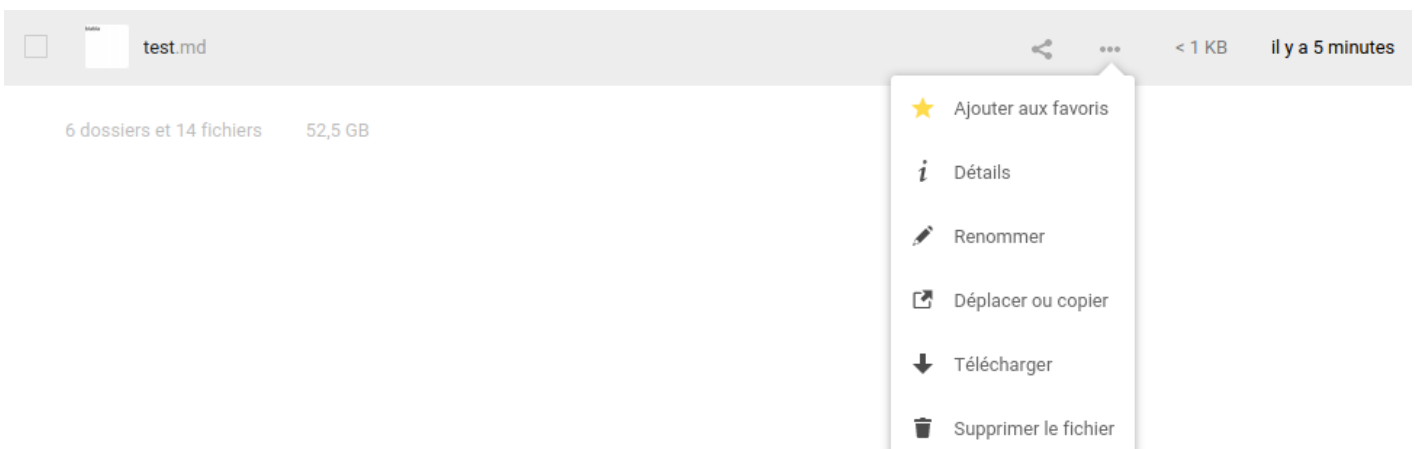 test.md
< 1 KB
il y a 5 minutes
Ajouter aux favoris
6 dossiers et 14 fichiers
52,5 GB
Détails
Renommer
Déplacer ou copier
Télécharger
Supprimer le fichier